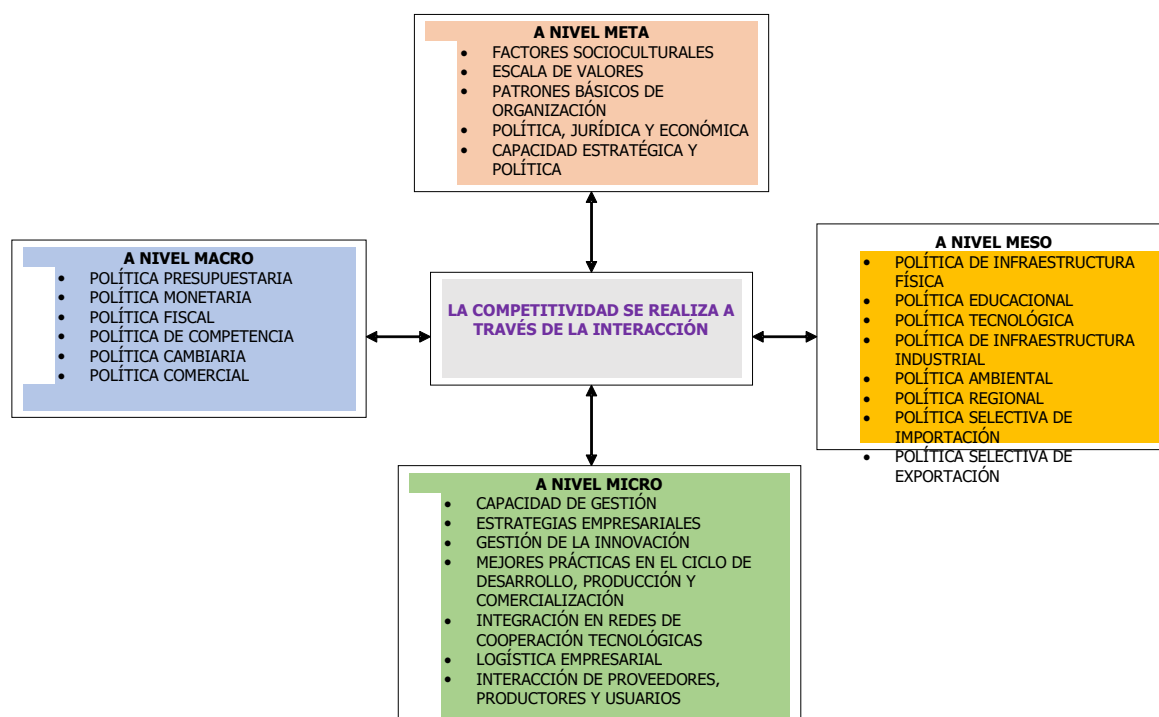 A NIVEL META
• FACTORES SOCIOCULTURALES
• ESCALA DE VALORES
• PATRONES BÁSICOS DE
ORGANIZACIÓN
• POLÍTICA, JURÍDICA Y ECONÓMICA
• CAPACIDAD ESTRATÉGICA Y
POLÍTICA
A NIVEL MACRO
• POLÍTICA PRESUPUESTARIA
• POLÍTICA MONETARIA
• POLÍTICA FISCAL
• POLÍTICA DE COMPETENCIA
• POLÍTICA CAMBIARIA
• POLÍTICA COMERCIAL
LA COMPETITIVIDAD SE REALIZA A
TRAVÉS DE LA INTERACCIÓN
A NIVEL MESO
• POLÍTICA DE INFRAESTRUCTURA
FÍSICA
• POLÍTICA EDUCACIONAL
• POLÍTICA TECNOLÓGICA
• POLÍTICA DE INFRAESTRUCTURA
INDUSTRIAL
• POLÍTICA AMBIENTAL
• POLÍTICA REGIONAL
• POLÍTICA SELECTIVA DE
IMPORTACIÓN
• POLÍTICA SELECTIVA DE
EXPORTACIÓN
A NIVEL MICRO
• CAPACIDAD DE GESTIÓN
• ESTRATEGIAS EMPRESARIALES
• GESTIÓN DE LA INNOVACIÓN
• MEJORES PRÁCTICAS EN EL CICLO DE
DESARROLLO, PRODUCCIÓN Y
COMERCIALIZACIÓN
• INTEGRACIÓN EN REDES DE
COOPERACIÓN TECNOLÓGICAS
• LOGÍSTICA EMPRESARIAL
• INTERACCIÓN DE PROVEEDORES,
PRODUCTORES Y USUARIOS